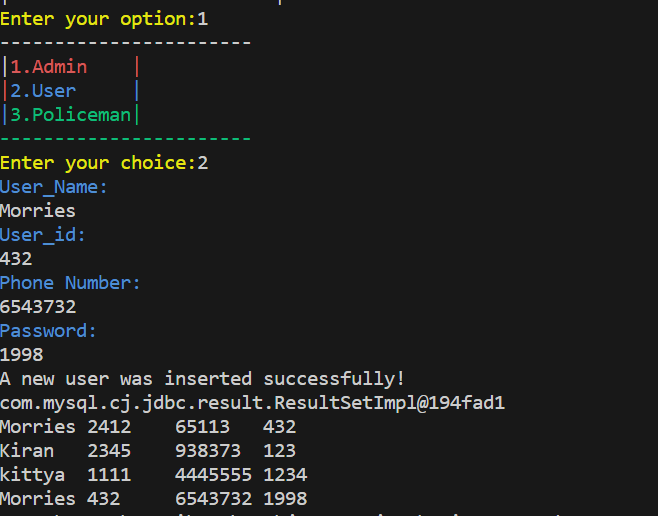 Enter your option:1
-----------------------
|1.Admin    |
|2.User     |
|3.Policeman|
-----------------------
Enter your choice:2
User_Name:
Morries
User_id:
432
Phone Number:
6543732
Password:
1998
A new user was inserted successfully!
com.mysql.cj.jdbc.result.ResultSetImpl@194fad1
Morries 2412    65113   432
Kiran   2345    938373  123
kittya  1111    4445555 1234
Morries 432     6543732 1998